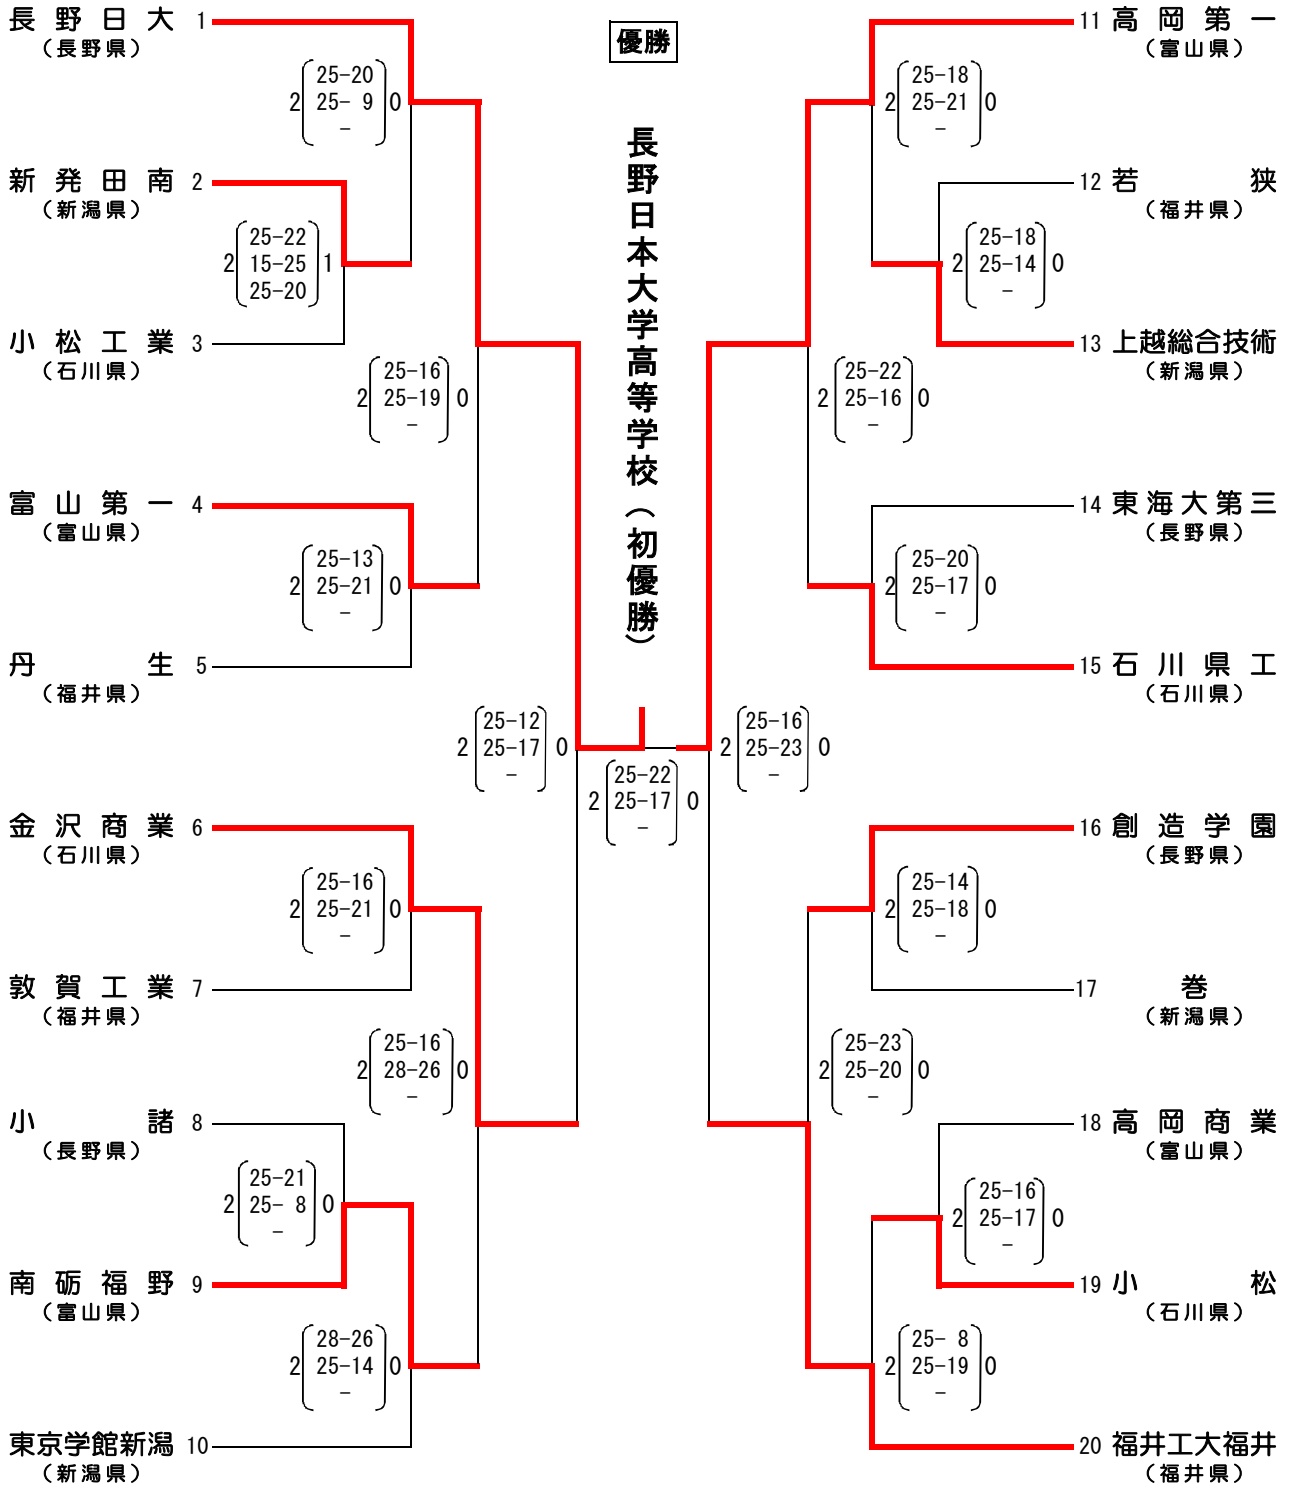 優勝
長野日本大学高等学校（初優勝）
長野日大 1
（長野県）
2 25-20 0
25- 9
-
新発田南 2
（新潟県）
25-22
2 15-25 1
25-20
小松工業 3
（石川県）
25-16
2 25-19 0
-
富山第一 4
（富山県）
25-13
2 25-21 0
-
丹生 5
（福井県）
25-12
2 25-17 0
-
金沢商業 6
（石川県）
25-16
2 25-21 0
-
敦賀工業 7
（福井県）
25-16
2 28-26 0
-
小諸 8
（長野県）
25-21
2 25- 8 0
-
南砺福野 9
（富山県）
28-26
2 25-14 0
-
東京学館新潟 10
（新潟県）
25-22
2 25-17 0
-
11 高岡第一
（富山県）
25-18
2 25-21 0
-
12 若狭
（福井県）
25-18
2 25-14 0
-
13 上越総合技術
（新潟県）
25-22
2 25-16 0
-
14 東海大第三
（長野県）
25-20
2 25-17 0
-
15 石川県工
（石川県）
25-16
2 25-23 0
-
16 創造学園
（長野県）
25-14
2 25-18 0
-
17 巻
（新潟県）
25-23
2 25-20 0
-
18 高岡商業
（富山県）
25-16
2 25-17 0
-
19 小松
（石川県）
25- 8
2 25-19 0
-
20 福井工大福井
（福井県）